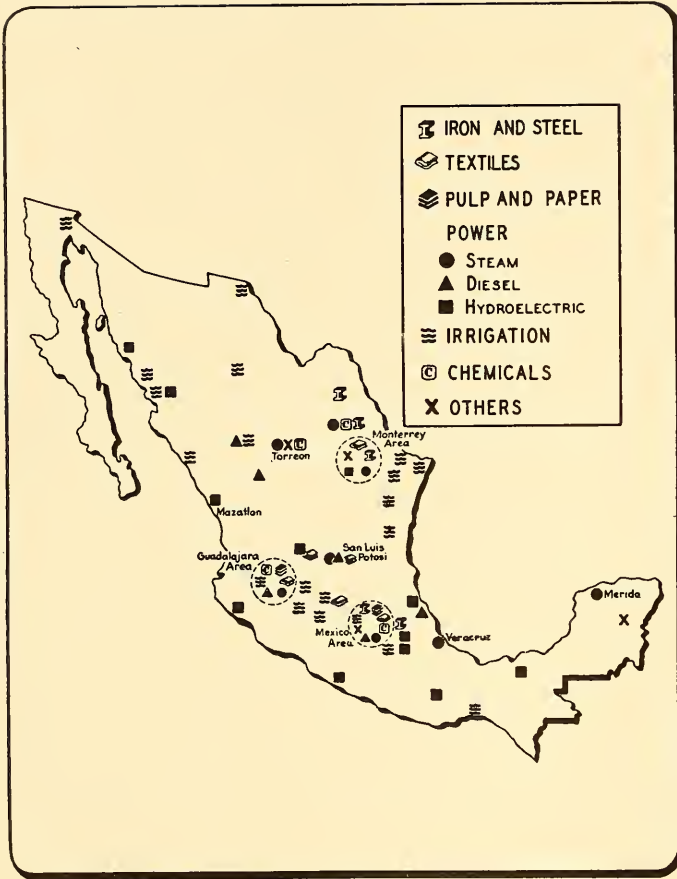 IRON AND STEEL
TEXTILES
PULP AND PAPER
POWER
STEAM
DIESEL
HYDROELECTRIC
IRRIGATION
C CHEMICALS
X OTHERS
Monterrey
Area
Torreon
Mazatlan
Guadalajara
Area
San Luis
Potosi
Mexico
Area
Veracruz
Merida